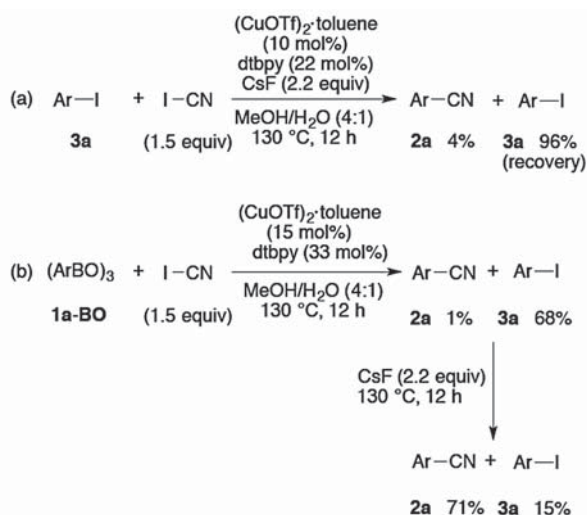 (CuOTf)2·toluene
(10 mol%)
dtbpy (22 mol%)
CsF (2.2 equiv)
(a) Ar–I + I–CN Ar–CN + Ar–I
MeOH/H2O (4:1)
3a (1.5 equiv) 130 °C, 12 h 2a 4% 3a 96%
(recovery)
(CuOTf)2·toluene
(15 mol%)
dtbpy (33 mol%)
(b) (ArBO)3 + I–CN Ar–CN + Ar–I
MeOH/H2O (4:1)
1a-BO (1.5 equiv) 130 °C, 12 h 2a 1% 3a 68%
CsF (2.2 equiv)
130 °C, 12 h
Ar–CN + Ar–I
2a 71% 3a 15%